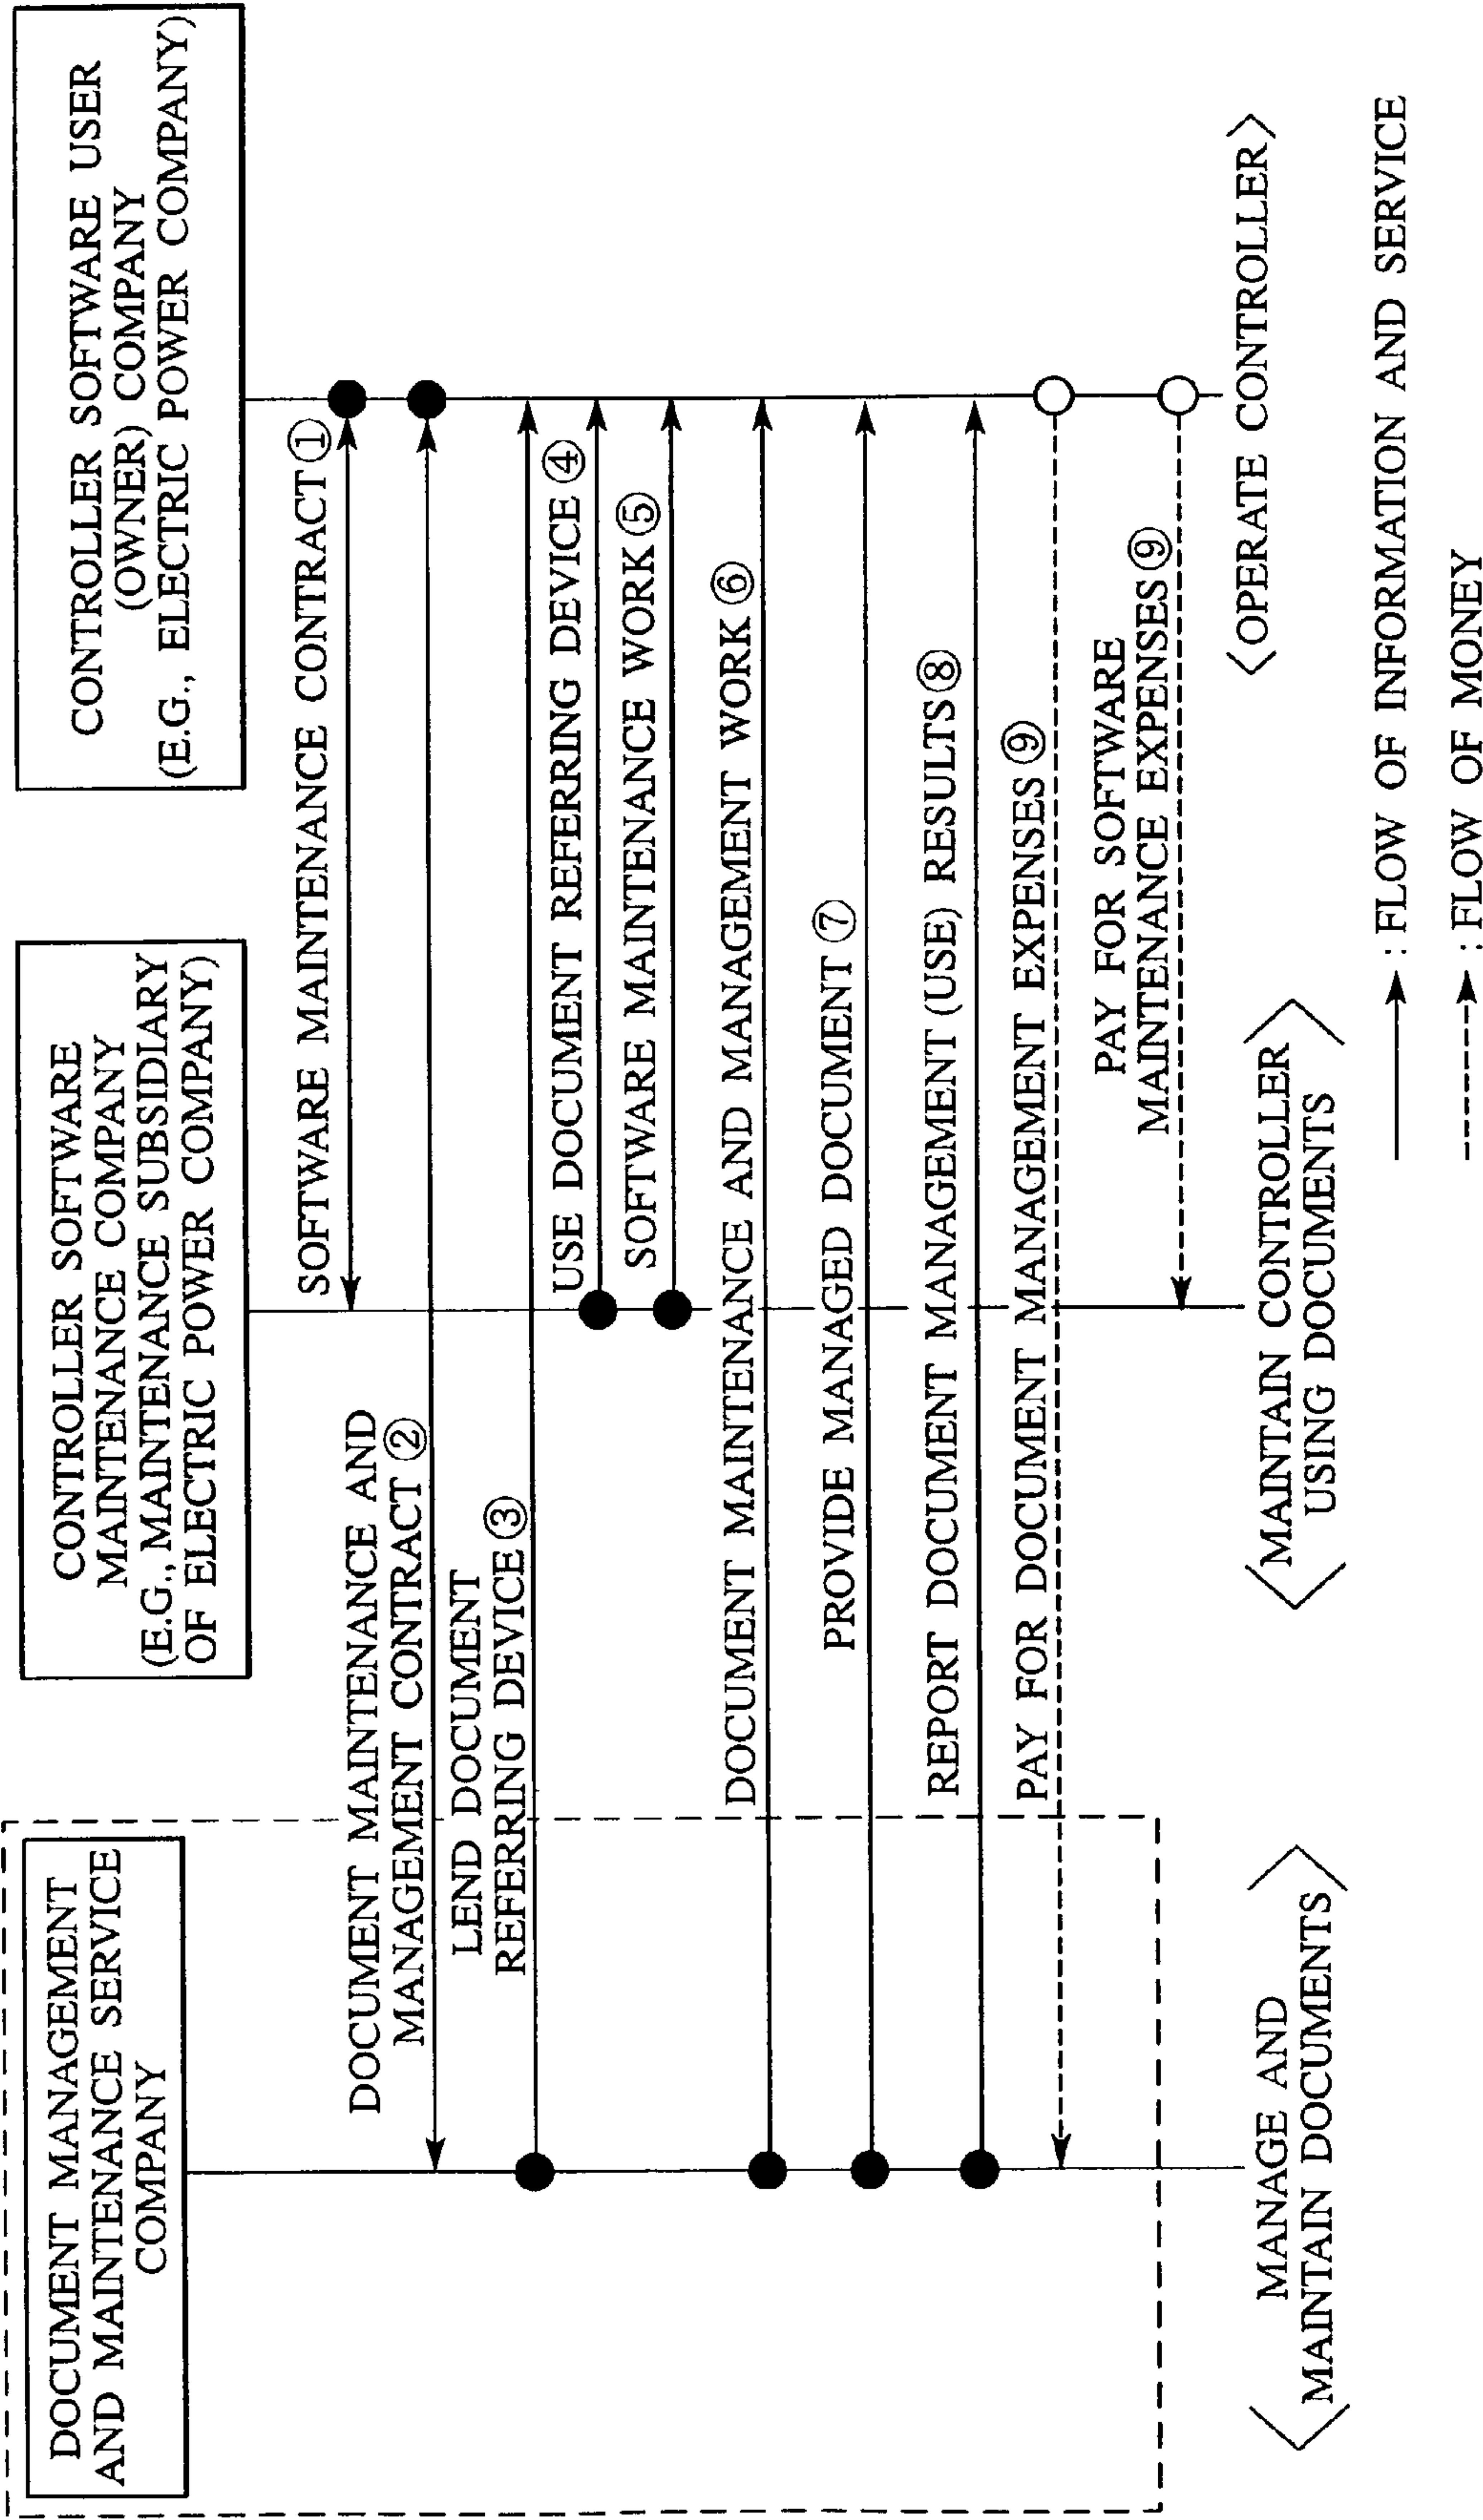 DOCUMENT MANAGEMENT
AND MAINTENANCE SERVICE
COMPANY
CONTROLLER SOFTWARE
MAINTENANCE COMPANY
(E.G., MAINTENANCE SUBSIDIARY
OF ELECTRIC POWER COMPANY)
CONTROLLER SOFTWARE USER
(OWNER) COMPANY
(E.G., ELECTRIC POWER COMPANY)
SOFTWARE MAINTENANCE CONTRACT ①
DOCUMENT MAINTENANCE AND
MANAGEMENT CONTRACT ②
LEND DOCUMENT
REFERRING DEVICE ③
USE DOCUMENT REFERRING DEVICE ④
SOFTWARE MAINTENANCE WORK ⑤
DOCUMENT MAINTENANCE AND MANAGEMENT WORK ⑥
PROVIDE MANAGED DOCUMENT ⑦
REPORT DOCUMENT MANAGEMENT (USE) RESULTS ⑧
PAY FOR DOCUMENT MANAGEMENT EXPENSES ⑨
PAY FOR SOFTWARE
MAINTENANCE EXPENSES ⑨
〈MANAGE AND
MAINTAIN DOCUMENTS〉
〈MAINTAIN CONTROLLER
USING DOCUMENTS〉
〈OPERATE CONTROLLER〉
: FLOW OF INFORMATION AND SERVICE
: FLOW OF MONEY